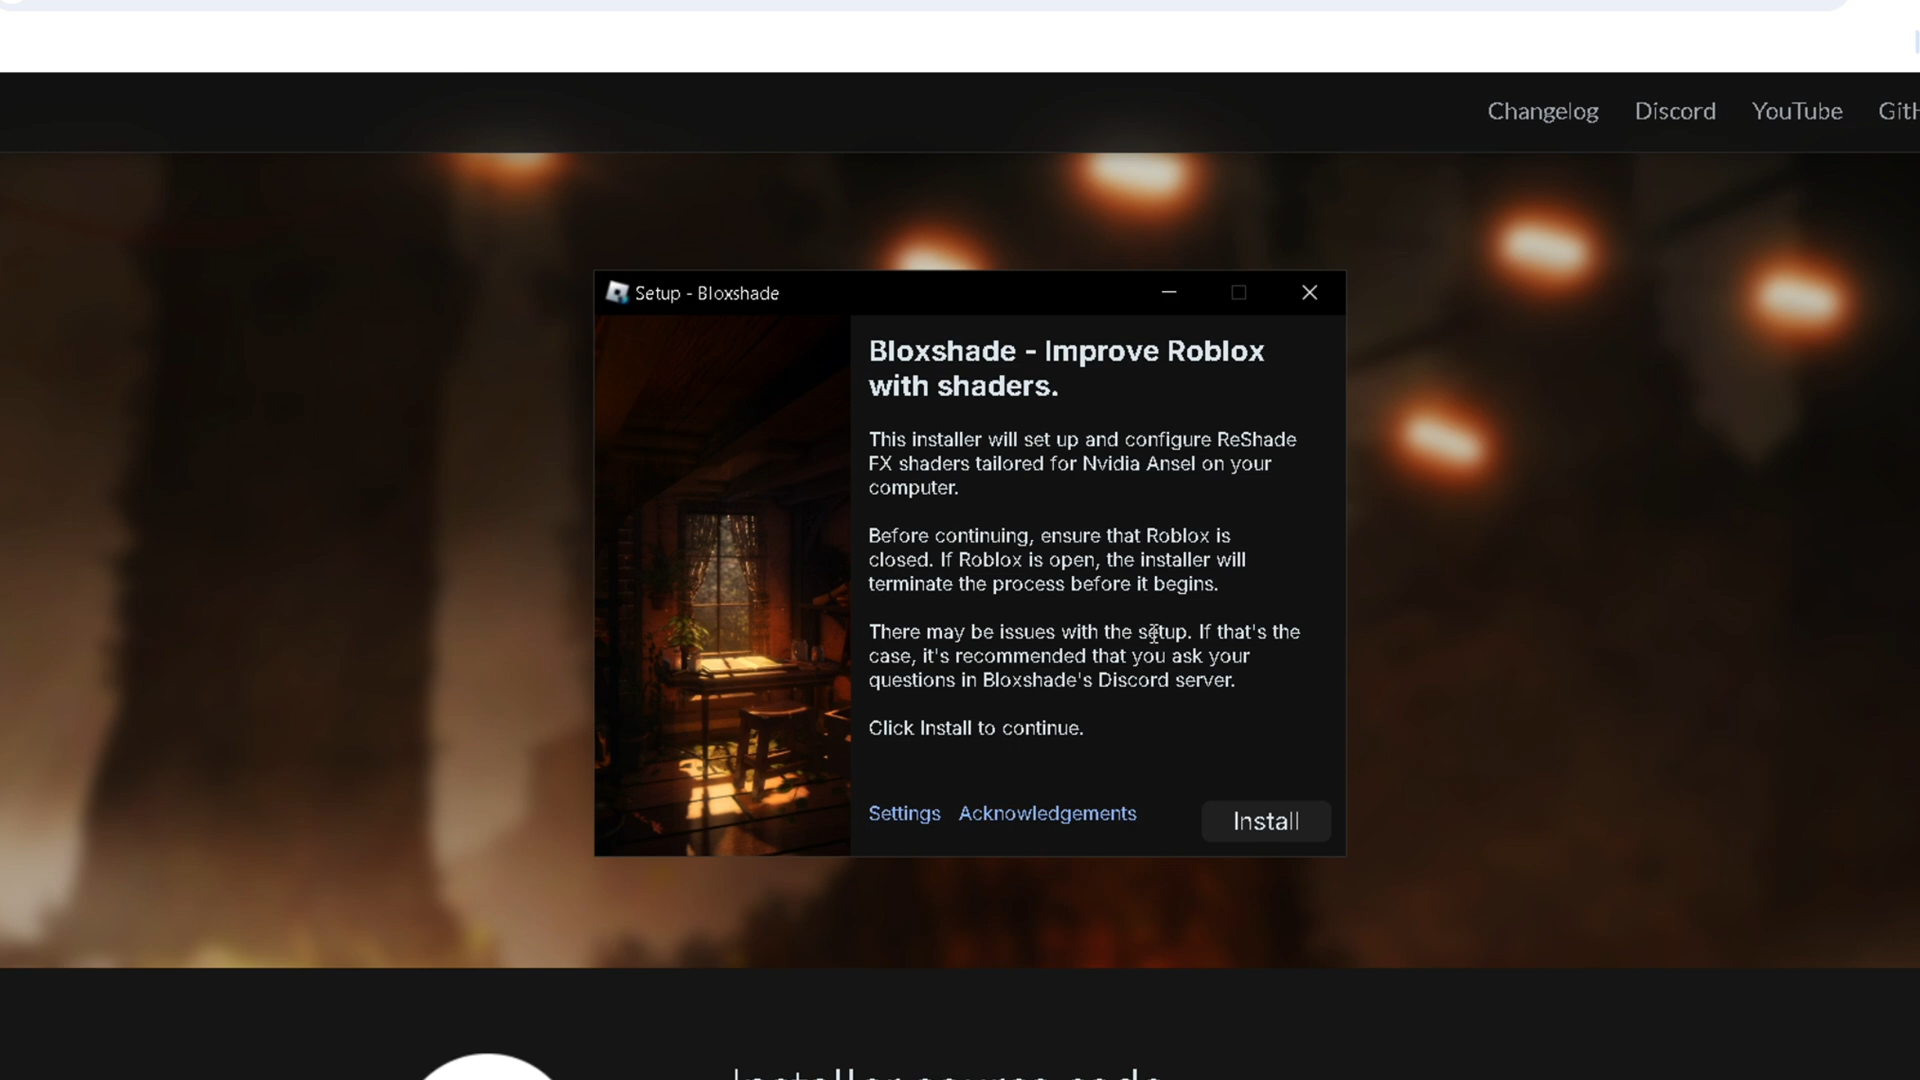 Changelog Discord YouTube
Setup - Bloxshade
Bloxshade - Improve Roblox
with shaders.
This installer will set up and configure ReShade
FX shaders tailored for Nvidia Ansel on your
computer.
Before continuing, ensure that Roblox is
closed. If Roblox is open, the installer will
terminate the process before it begins.
There may be issues with the setup. If that's the
case, it's recommended that you ask your
questions in Bloxshade's Discord server.
Click Install to continue.
Settings Acknowledgements
Install
Installer source code